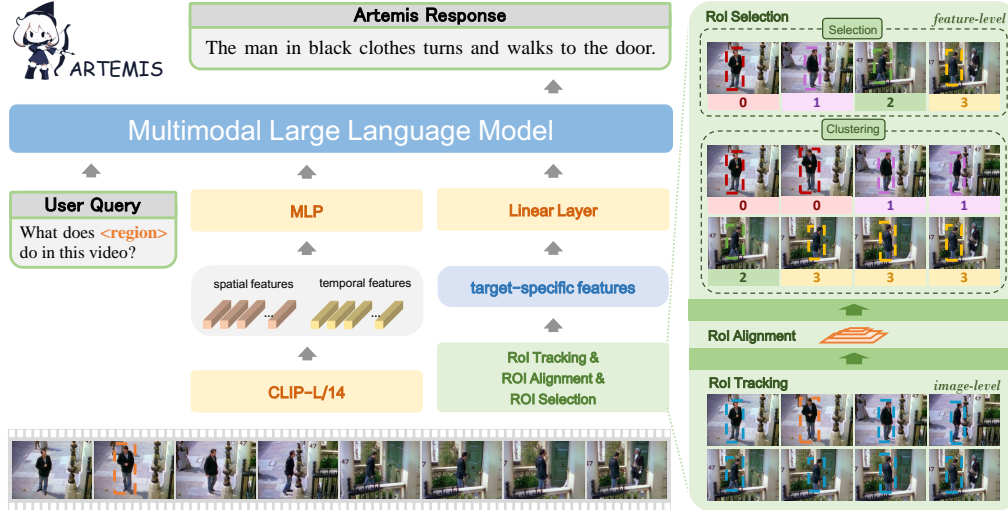 ARTEMIS
Artemis Response
The man in black clothes turns and walks to the door.
Multimodal Large Language Model
User Query
What does <region>
do in this video?
MLP
spatial features
temporal features
...
...
CLIP-L/14
Linear Layer
target-specific features
RoI Tracking &
ROI Alignment &
ROI Selection
RoI Selection
feature-level
Selection
0
1
2
3
Clustering
0
0
1
1
2
3
3
3
RoI Alignment
RoI Tracking
image-level